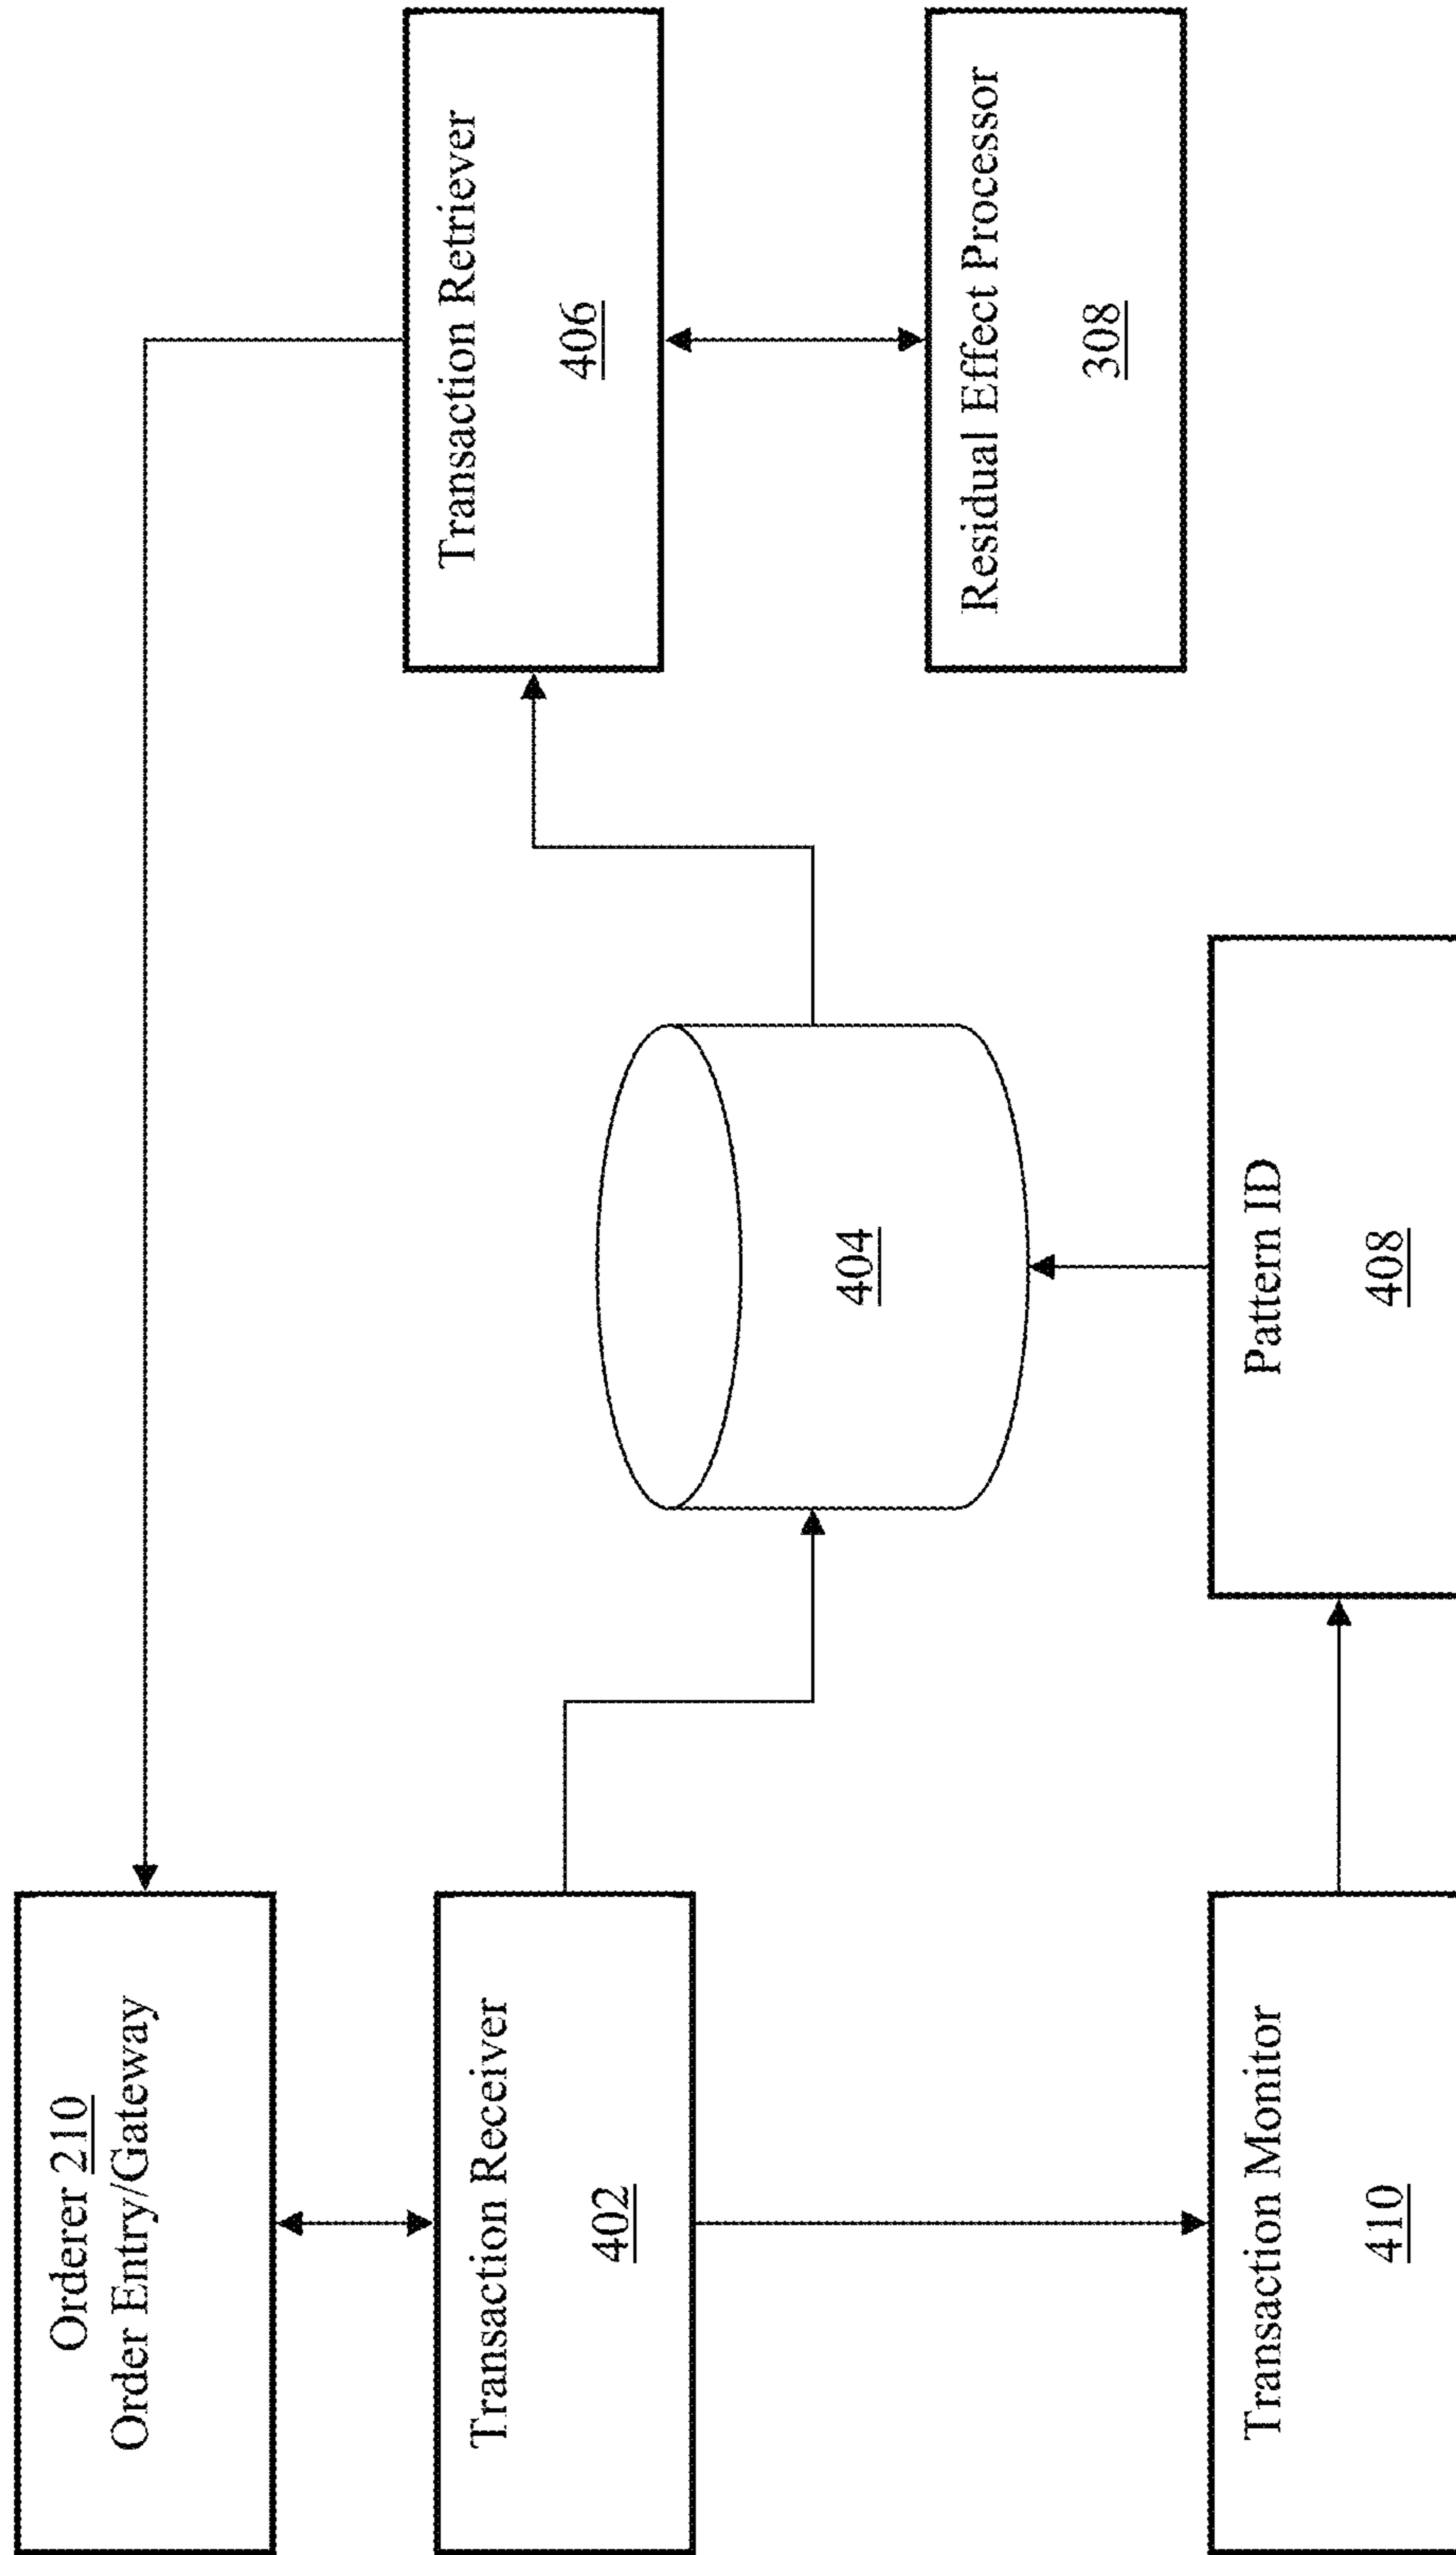 Orderer 210
Order Entry/Gateway
Transaction Receiver
402
Transaction Monitor
410
404
Pattern ID
408
Transaction Retriever
406
Residual Effect Processor
308